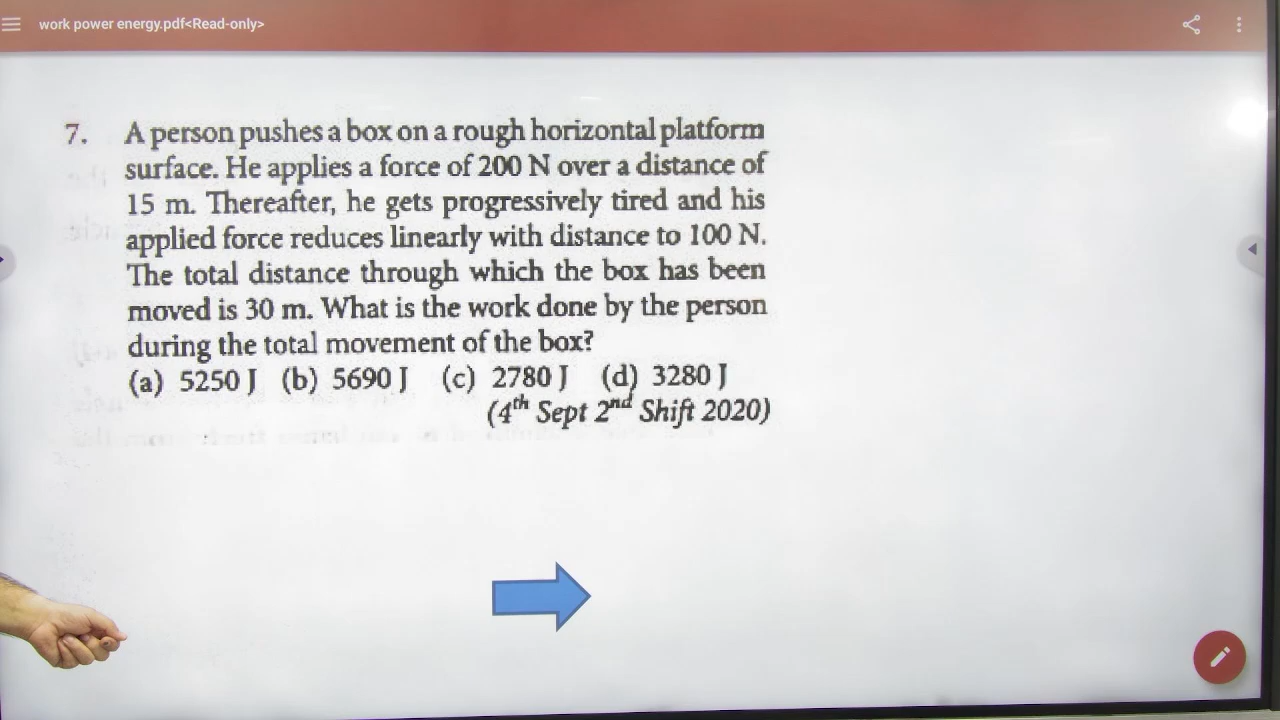 work power energy.pdf<Read-only>
7. A person pushes a box on a rough horizontal platform
surface. He applies a force of 200 N over a distance of
15 m. Thereafter, he gets progressively tired and his
applied force reduces linearly with distance to 100 N.
The total distance through which the box has been
moved is 30 m. What is the work done by the person
during the total movement of the box?
(a) 5250 J (b) 5690 J (c) 2780 J (d) 3280 J
(4th Sept 2nd Shift 2020)